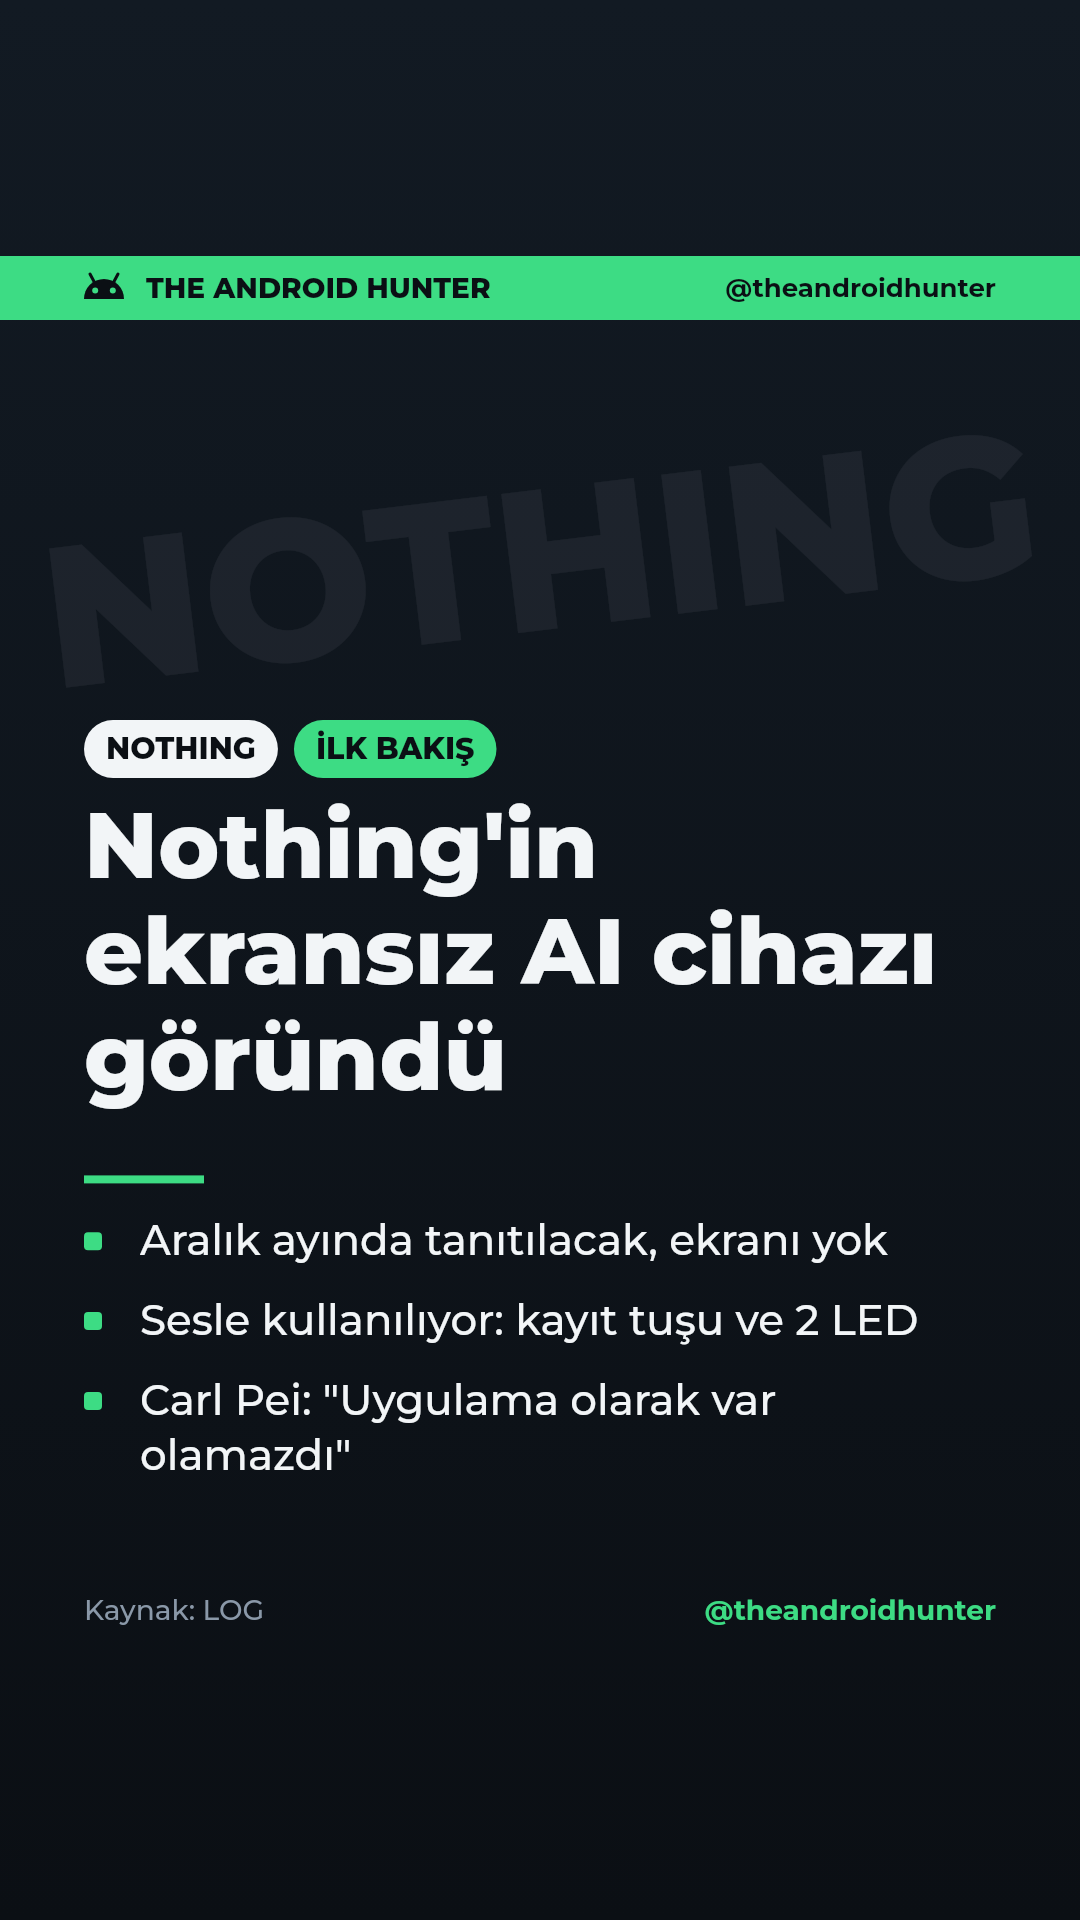 THE ANDROID HUNTER
@theandroidhunter
NOTHING
NOTHING
İLK BAKIŞ
Nothing'in
ekransız AI cihazı
göründü
Aralık ayında tanıtılacak, ekranı yok
Sesle kullanılıyor: kayıt tuşu ve 2 LED
Carl Pei: "Uygulama olarak var
olamazdı"
Kaynak: LOG
@theandroidhunter